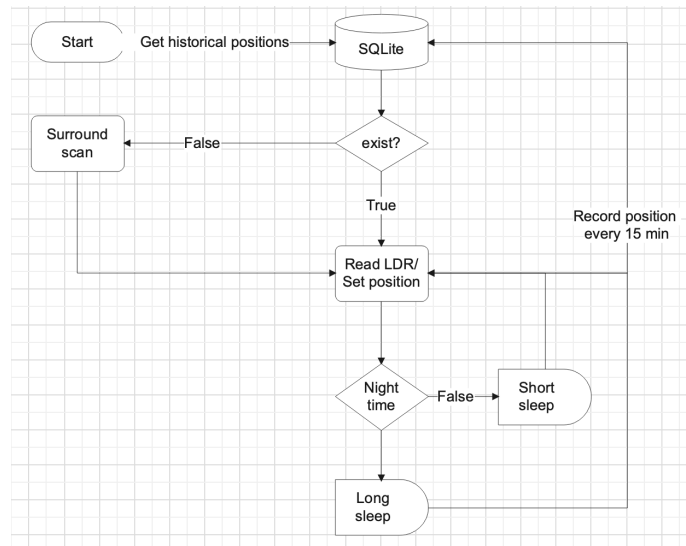 Start
Get historical positions
SQLite
Surround
scan
False
exist?
True
Record position
every 15 min
Read LDR/
Set position
Night
time
False
Short
sleep
Long
sleep